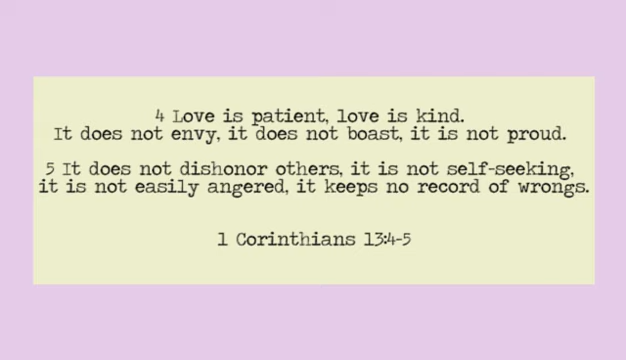 4 Love is patient, love is kind.
It does not envy, it does not boast, it is not proud.
5 It does not dishonor others, it is not self-seeking,
it is not easily angered, it keeps no record of wrongs.
1 Corinthians 13:4-5